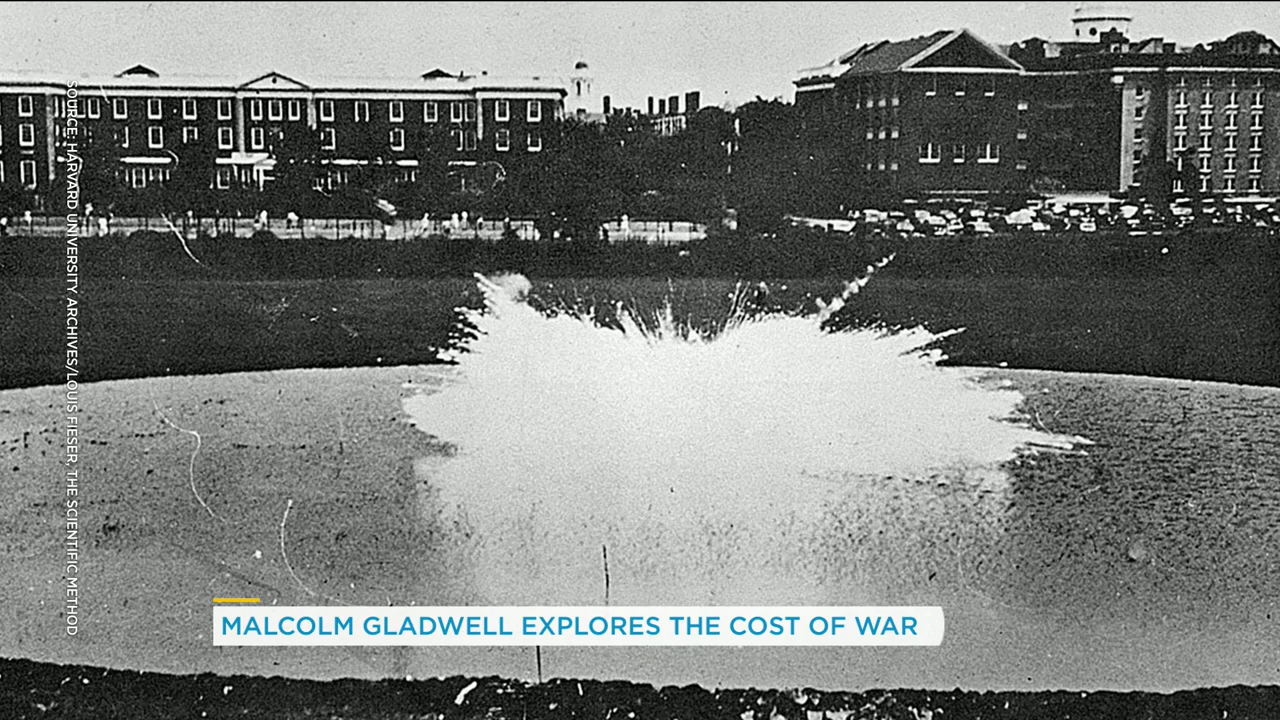 SOURCE: HARVARD UNIVERSITY ARCHIVES/LOUIS FIESER, THE SCIENTIFIC METHOD
MALCOLM GLADWELL EXPLORES THE COST OF WAR